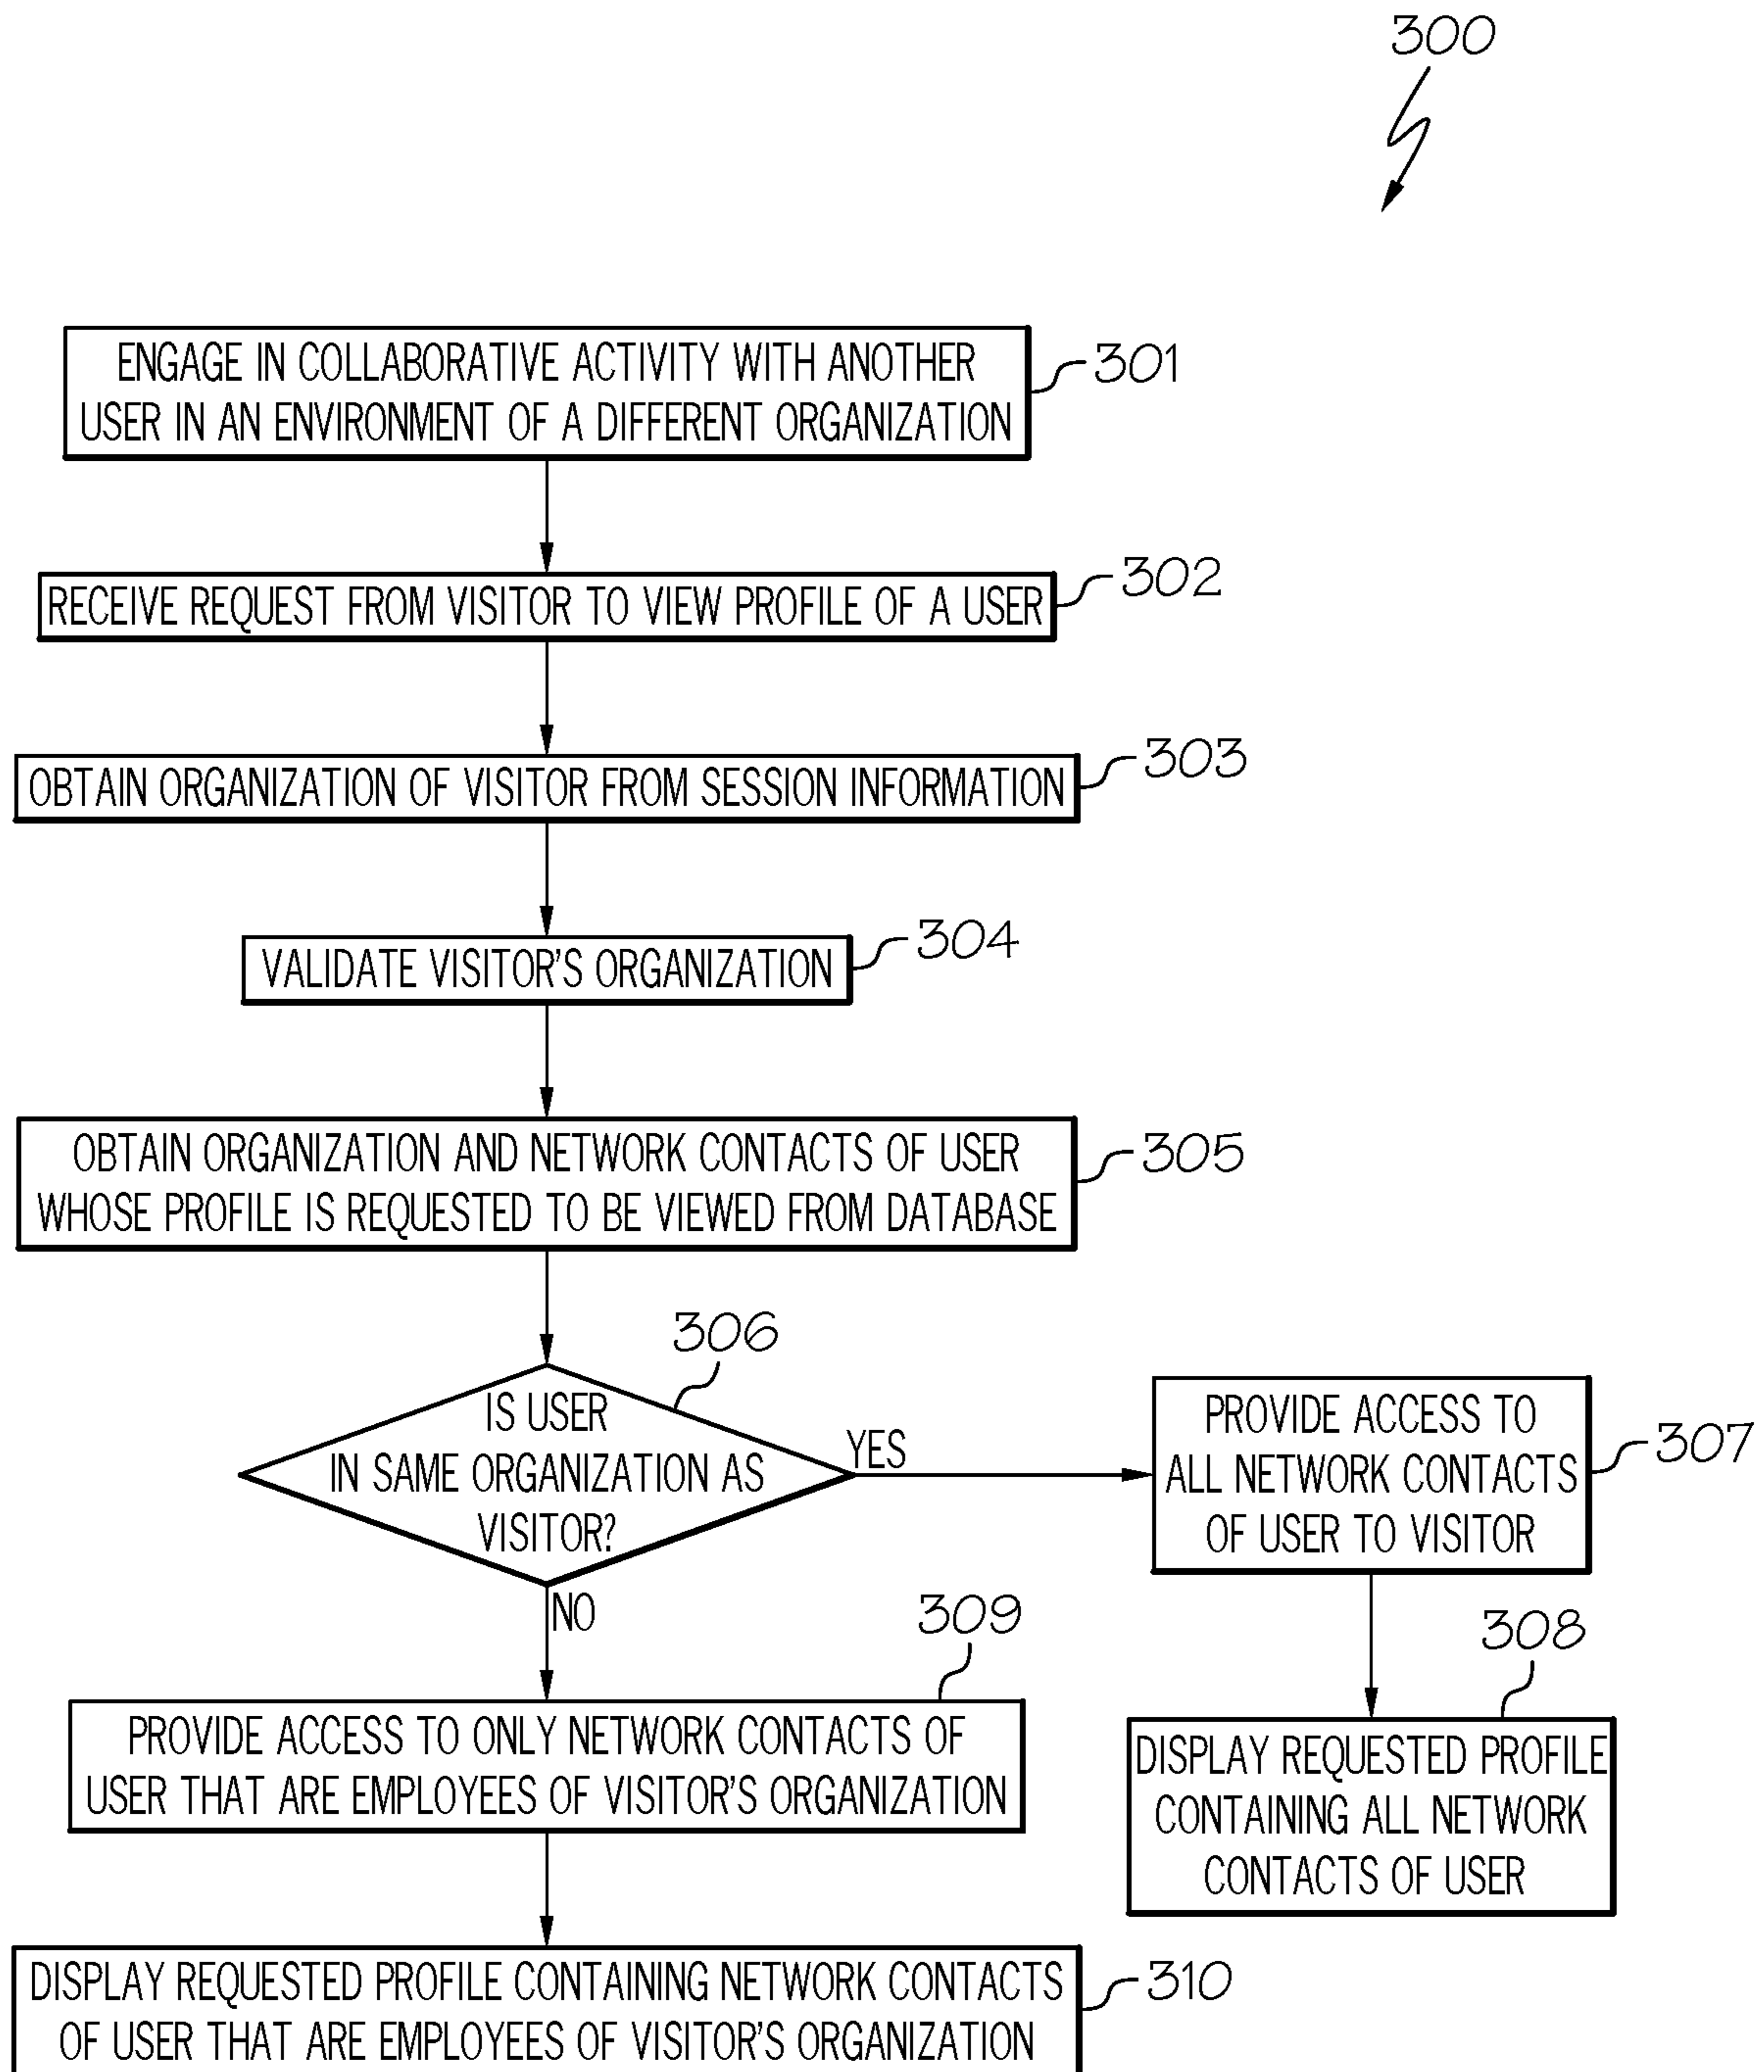 300
ENGAGE IN COLLABORATIVE ACTIVITY WITH ANOTHER
USER IN AN ENVIRONMENT OF A DIFFERENT ORGANIZATION
301
RECEIVE REQUEST FROM VISITOR TO VIEW PROFILE OF A USER
302
OBTAIN ORGANIZATION OF VISITOR FROM SESSION INFORMATION
303
VALIDATE VISITOR'S ORGANIZATION
304
OBTAIN ORGANIZATION AND NETWORK CONTACTS OF USER
WHOSE PROFILE IS REQUESTED TO BE VIEWED FROM DATABASE
305
306
IS USER
IN SAME ORGANIZATION AS
VISITOR?
YES
NO
PROVIDE ACCESS TO
ALL NETWORK CONTACTS
OF USER TO VISITOR
307
308
DISPLAY REQUESTED PROFILE
CONTAINING ALL NETWORK
CONTACTS OF USER
309
PROVIDE ACCESS TO ONLY NETWORK CONTACTS OF
USER THAT ARE EMPLOYEES OF VISITOR'S ORGANIZATION
DISPLAY REQUESTED PROFILE CONTAINING NETWORK CONTACTS
OF USER THAT ARE EMPLOYEES OF VISITOR'S ORGANIZATION
310